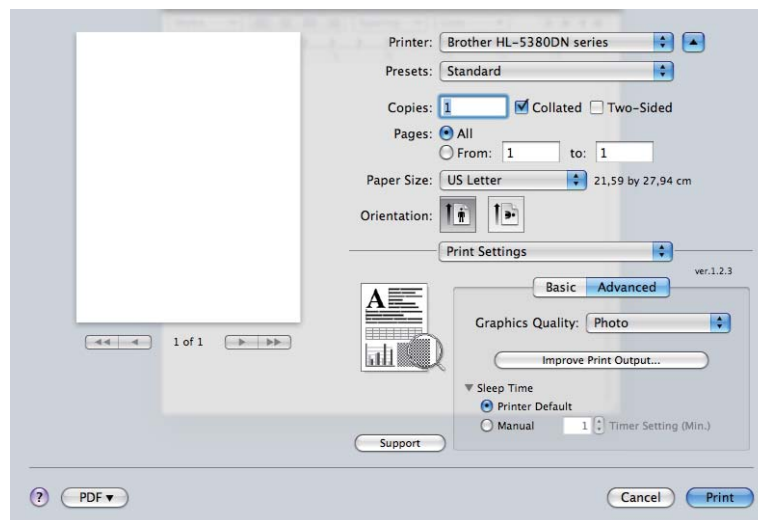 Printer: Brother HL-5380DN series
Presets: Standard
Copies: 1 Collated Two-Sided
Pages: All
From: 1 to: 1
Paper Size: US Letter 21,59 by 27,94 cm
Orientation:
Print Settings
ver.1.2.3
Basic Advanced
A
Graphics Quality: Photo
1 of 1
Improve Print Output...
Sleep Time
Printer Default
Manual 1 Timer Setting (Min.)
Support
? PDF Cancel Print